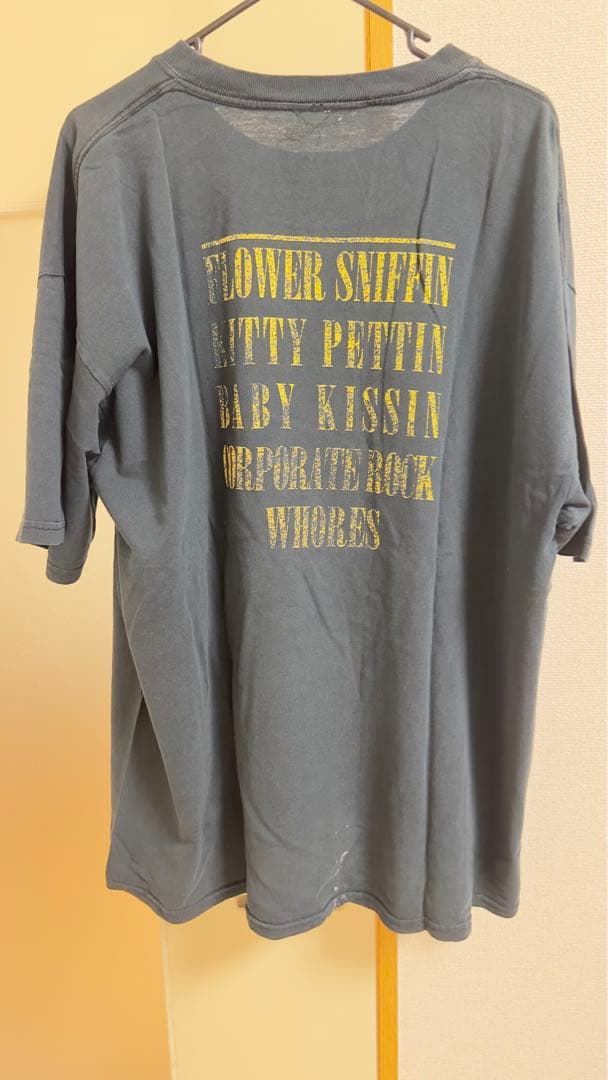 FLOWER SNIFFIN
KITTY PETTIN
BABY KISSIN
CORPORATE ROCK
WHORES